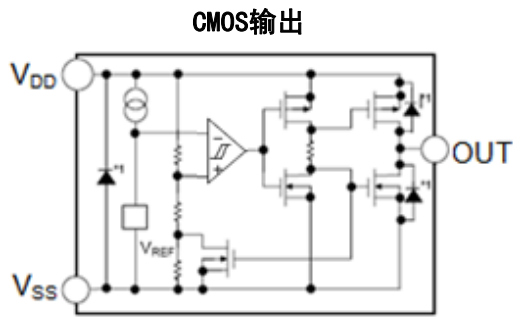 CMOS输出
VDD
*1
*1
OUT
*1
VREF
VSS